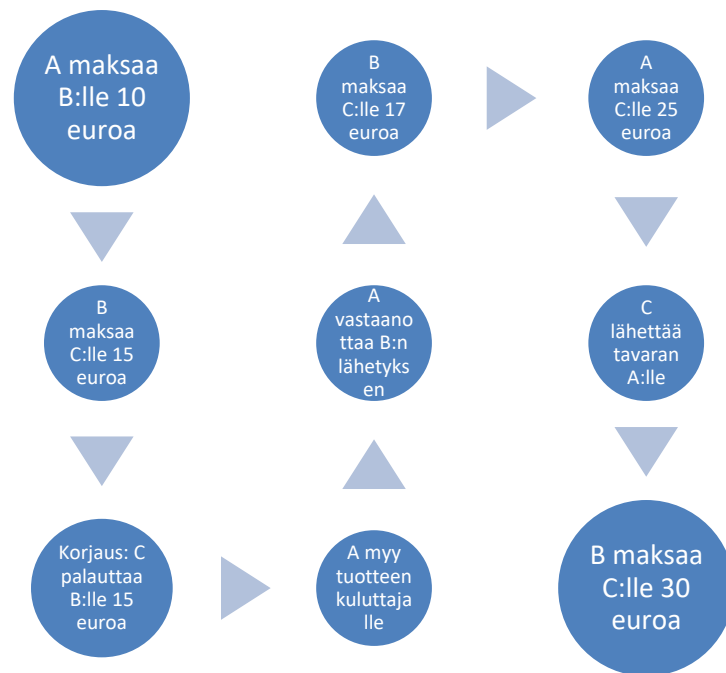 A maksaa
B:lle 10
euroa
B
maksaa
C:lle 15
euroa
Korjaus: C
palauttaa
B:lle 15
euroa
A myy
tuotteen
kuluttaja
lle
A
vastaano
ttaa B:n
lähetyks
en
B
maksaa
C:lle 17
euroa
A
maksaa
C:lle 25
euroa
C
lähettää
tavaran
A:lle
B maksaa
C:lle 30
euroa